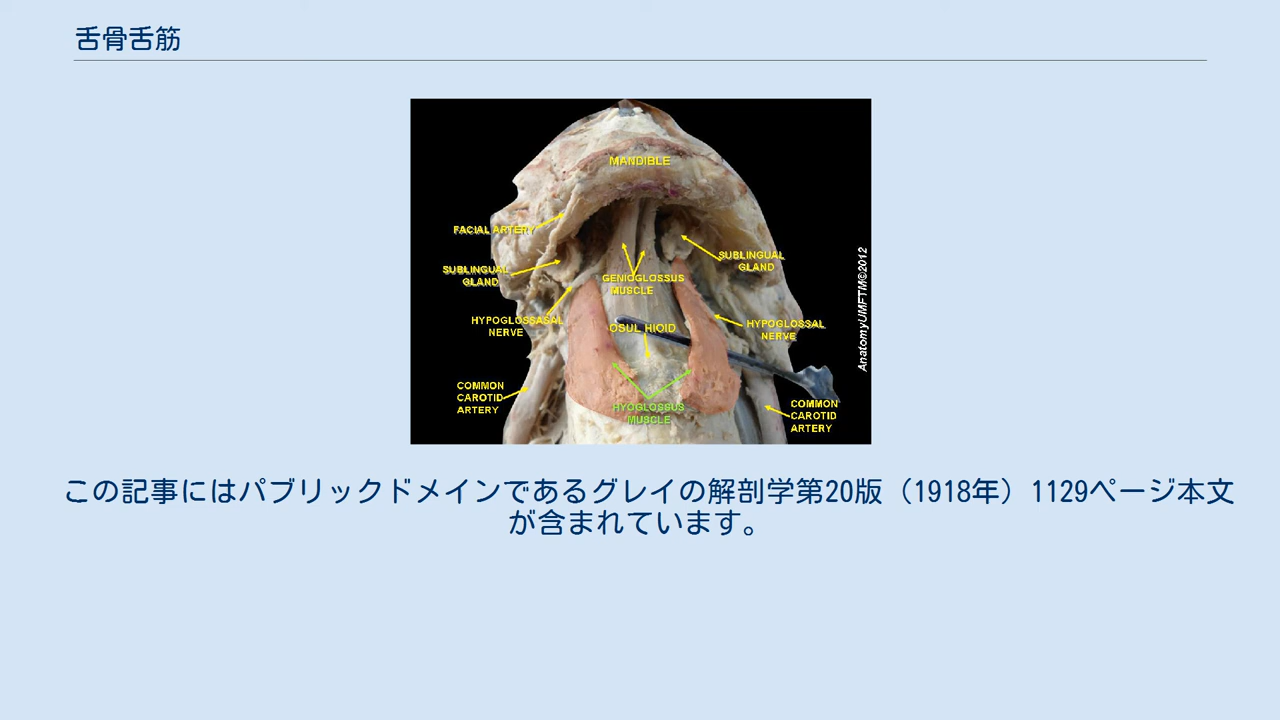 舌骨舌筋
MANDIBLE
FACIAL ARTERY
SUBLINGUAL
GLAND
SUBLINGUAL
GLAND
GENIOGLOSSUS
MUSCLE
HYPOGLOSSASAL
NERVE
OSUL HIOID
HYPOGLOSSAL
NERVE
COMMON
CAROTID
ARTERY
HYOGLOSSUS
MUSCLE
COMMON
CAROTID
ARTERY
AnatomyUMFTM©2012
この記事にはパブリックドメインであるグレイの解剖学第20版（1918年）1129ページ本文
が含まれています。